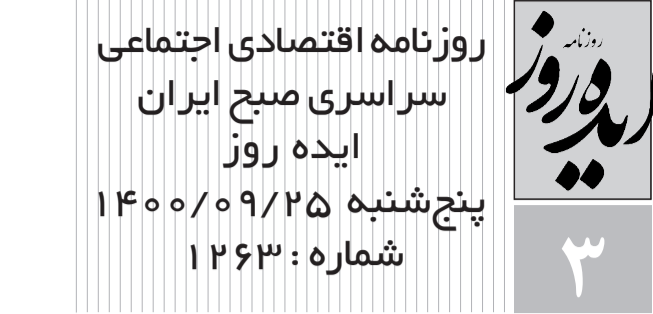 روزنامه
ایده روز
۳
روزنامه اقتصادی اجتماعی
سراسری صبح ایران
ایده روز
پنج‌شنبه ۱۴۰۰/۰۹/۲۵
شماره: ۱۲۶۳